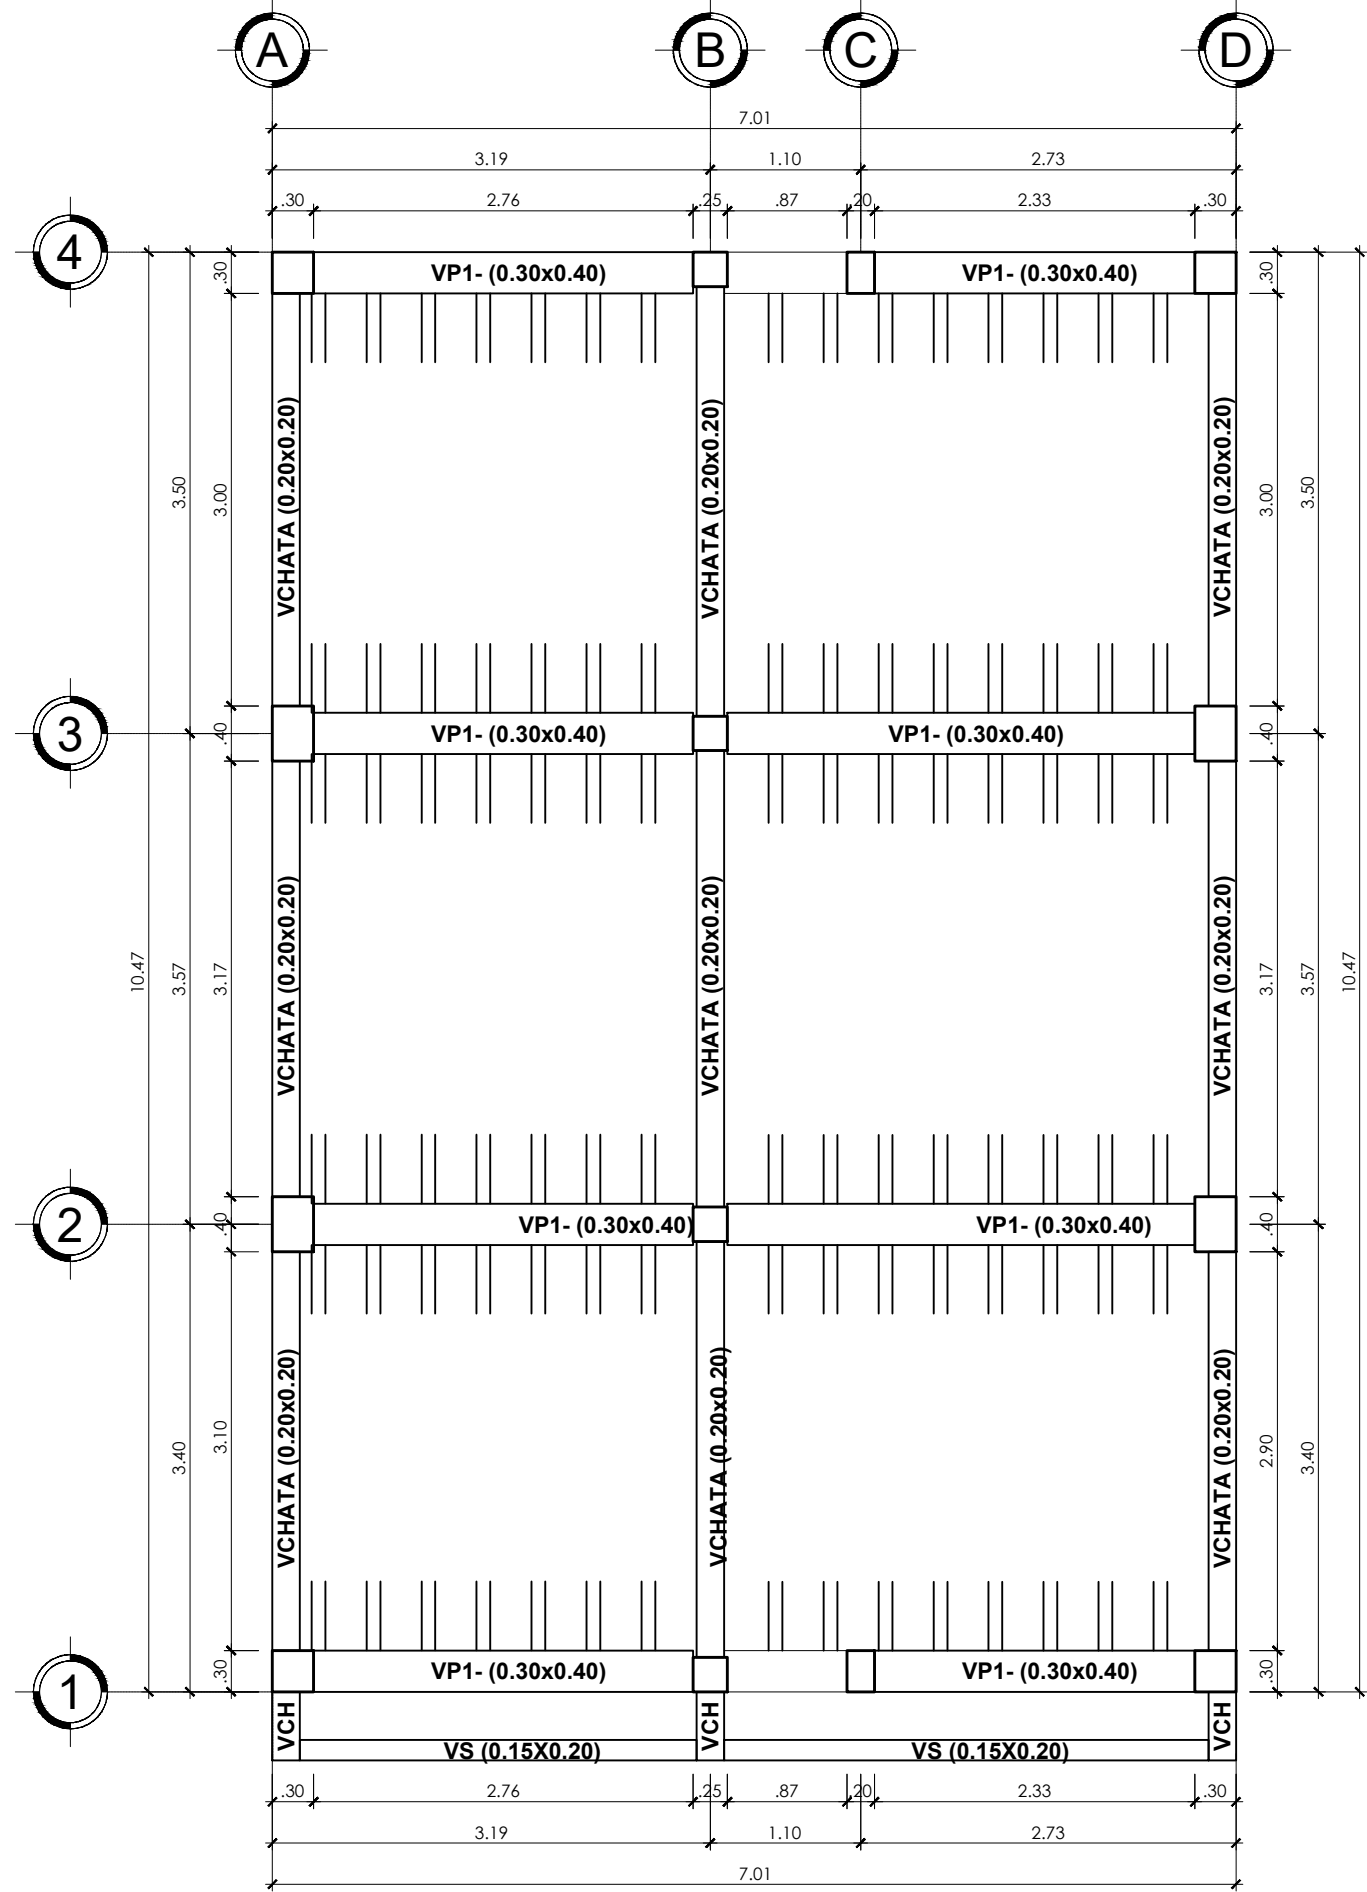 A B C D
7.01
3.19 1.10 2.73
.30 2.76 .25 .87 .20 2.33 .30
4
.30 VP1- (0.30x0.40) VP1- (0.30x0.40) .30
VCHATA (0.20x0.20) VCHATA (0.20x0.20) VCHATA (0.20x0.20)
3.50 3.00 3.00 3.50
3
.40 VP1- (0.30x0.40) VP1- (0.30x0.40) .40
VCHATA (0.20x0.20) VCHATA (0.20x0.20) VCHATA (0.20x0.20)
10.47 3.57 3.17 3.17 3.57 10.47
2
.40 VP1- (0.30x0.40) VP1- (0.30x0.40) .40
VCHATA (0.20x0.20) VCHATA (0.20x0.20) VCHATA (0.20x0.20)
3.40 3.10 2.90 3.40
1
.30 VP1- (0.30x0.40) VP1- (0.30x0.40) .30
VCH VCH VCH
VS (0.15X0.20) VS (0.15X0.20)
.30 2.76 .25 .87 .20 2.33 .30
3.19 1.10 2.73
7.01